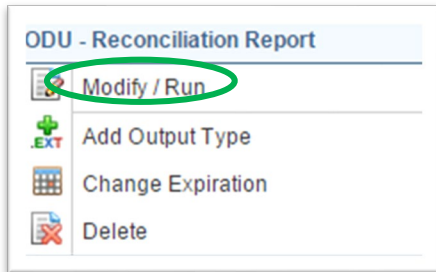 ODU - Reconciliation Report
Modify / Run
.EXT
Add Output Type
Change Expiration
Delete